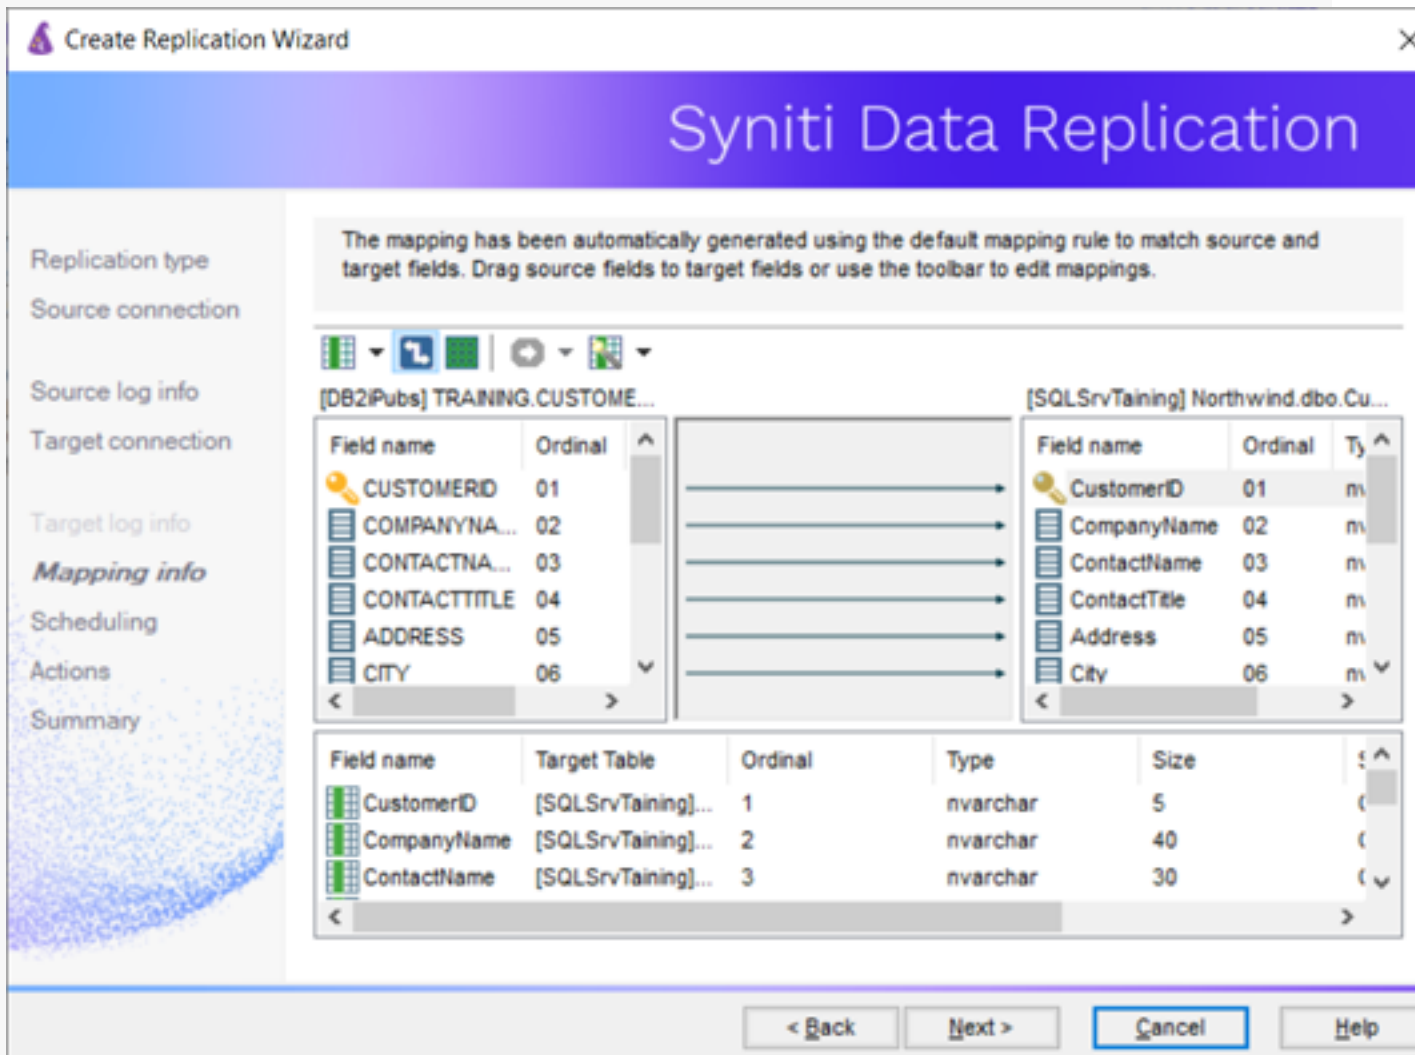 Create Replication Wizard
Syniti Data Replication
Replication type
Source connection
Source log info
Target connection
Target log info
Mapping info
Scheduling
Actions
Summary
The mapping has been automatically generated using the default mapping rule to match source and
target fields. Drag source fields to target fields or use the toolbar to edit mappings.
[DB2iPubs] TRAINING.CUSTOME...
Field name Ordinal
CUSTOMERID 01
COMPANYNA... 02
CONTACTNA... 03
CONTACTTITLE 04
ADDRESS 05
CITY 06
[SQLSrvTaining] Northwind.dbo.Cu...
Field name Ordinal Ty
CustomerID 01
CompanyName 02
ContactName 03
ContactTitle 04
Address 05
City 06
Field name Target Table Ordinal Type Size
CustomerID [SQLSrvTaining]... 1 nvarchar 5
CompanyName [SQLSrvTaining]... 2 nvarchar 40
ContactName [SQLSrvTaining]... 3 nvarchar 30
< Back Next > Cancel Help